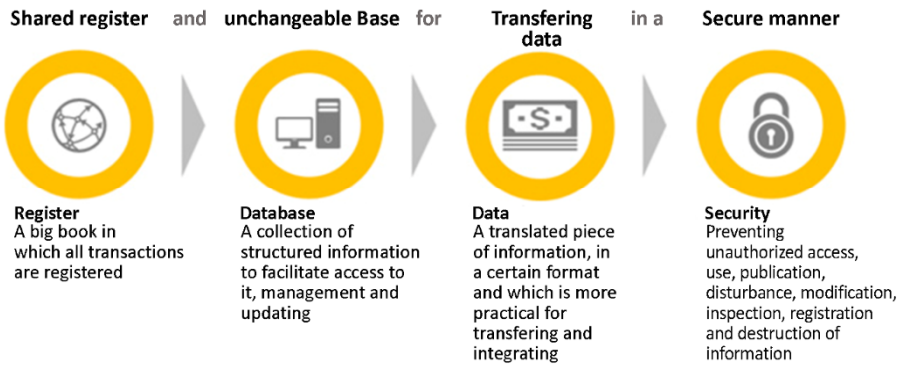 Shared register and unchangeable Base for Transfering data in a Secure manner
$
Register
A big book in
which all transactions
are registered
Database
A collection of
structured information
to facilitate access to
it, management and
updating
Data
A translated piece
of information, in
a certain format
and which is more
practical for
transfering and
integrating
Security
Preventing
unauthorized access,
use, publication,
disturbance, modification,
inspection, registration
and destruction of
information